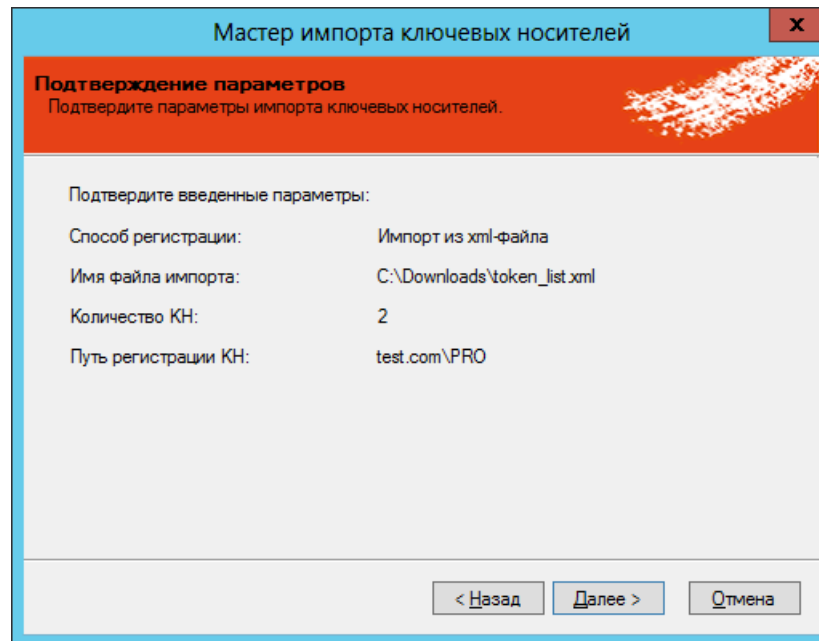 Мастер импорта ключевых носителей
x
Подтверждение параметров
Подтвердите параметры импорта ключевых носителей.
Подтвердите введенные параметры:
Способ регистрации: Импорт из xml-файла
Имя файла импорта: C:\Downloads\token_list.xml
Количество КН: 2
Путь регистрации КН: test.com\PRO
< Назад Далее > Отмена